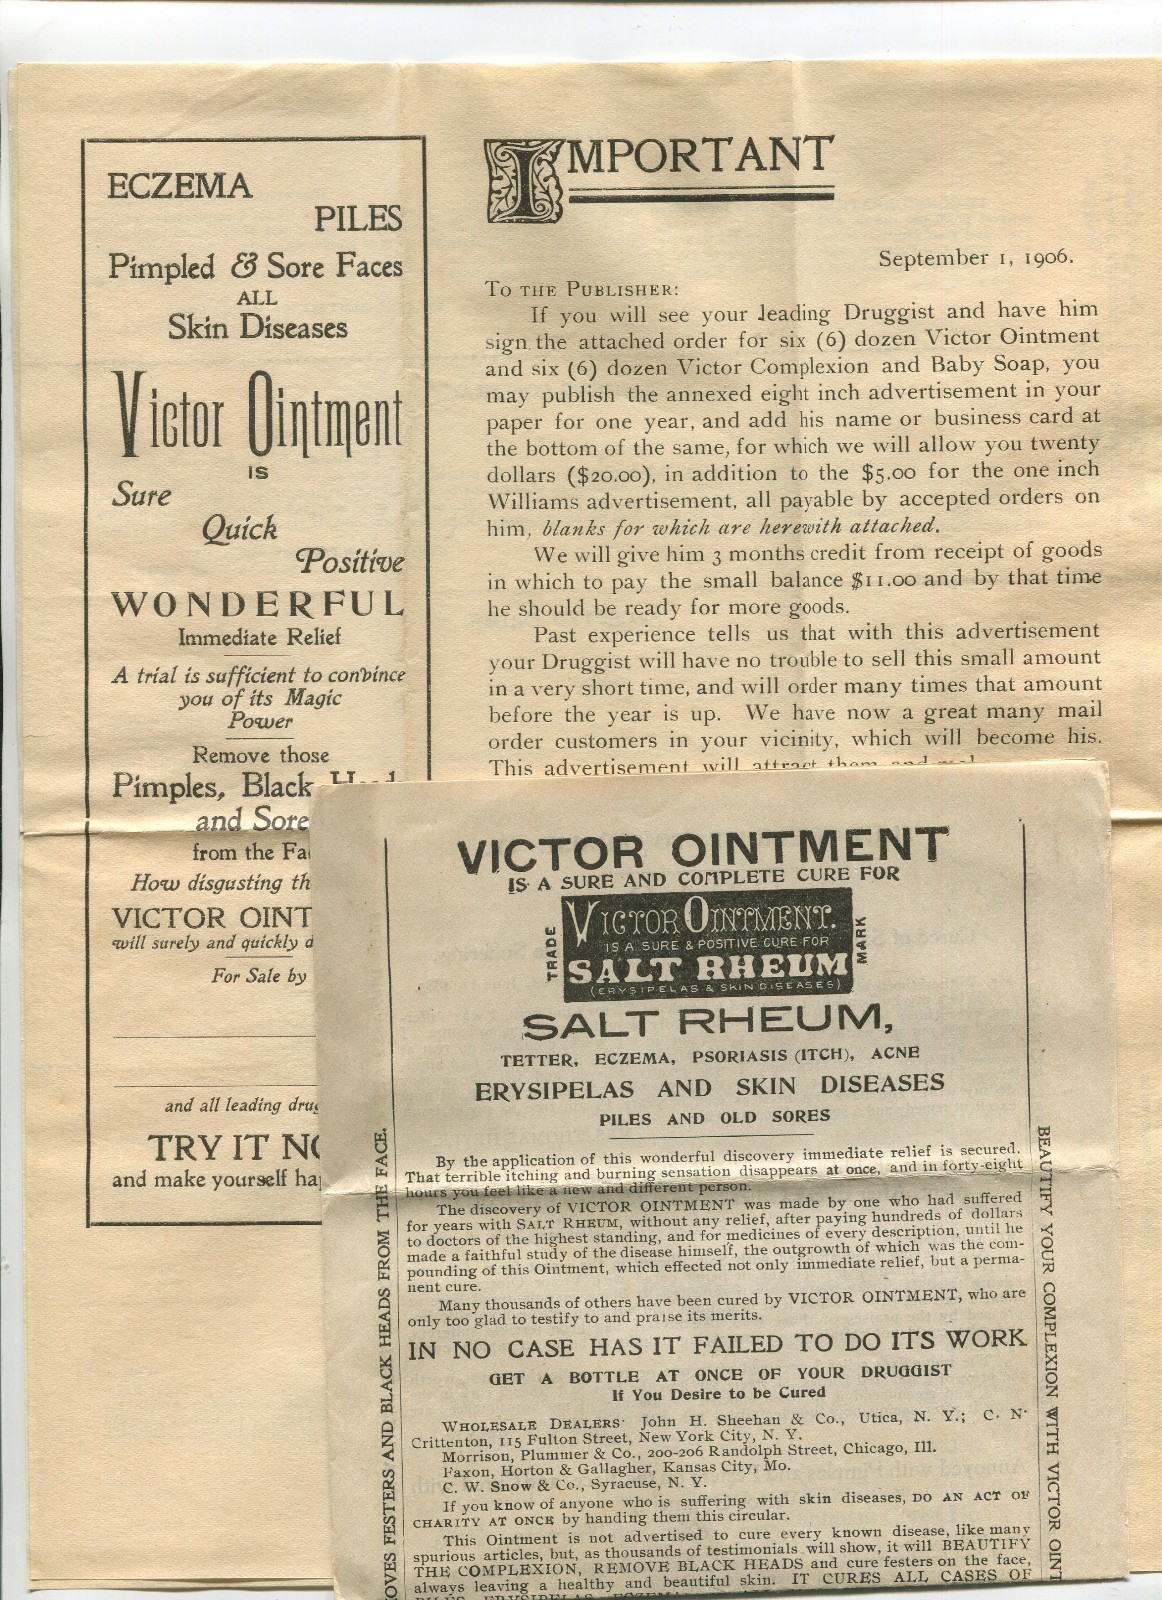 ECZEMA
PILES
Pimpled & Sore Faces
ALL
Skin Diseases
Victor Ointment
IS
Sure
Quick
Positive
WONDERFUL
Immediate Relief
A trial is sufficient to convince
you of its Magic
Power
Remove those
Pimples, Black
and Sore
from the
How disgusting
VICTOR
will surely and quickly
For Sale by
and all leading
TRY IT
and make yourself
IMPORTANT
September 1, 1906.
TO THE PUBLISHER:
If you will see your leading Druggist and have him
sign the attached order for six (6) dozen Victor Ointment
and six (6) dozen Victor Complexion and Baby Soap, you
may publish the annexed eight inch advertisement in your
paper for one year, and add his name or business card at
the bottom of the same, for which we will allow you twenty
dollars ($20.00), in addition to the $5.00 for the one inch
Williams advertisement, all payable by accepted orders on
him, blanks for which are herewith attached.
We will give him 3 months credit from receipt of goods
in which to pay the small balance $11.00 and by that time
he should be ready for more goods.
Past experience tells us that with this advertisement
your Druggist will have no trouble to sell this small amount
in a very short time, and will order many times that amount
before the year is up. We have now a great many mail
order customers in your vicinity, which will become his.
This advertisement will attract them and
VICTOR OINTMENT
IS A SURE AND COMPLETE CURE FOR
TRADE
VICTOR OINTMENT.
IS A SURE & POSITIVE CURE FOR
SALT RHEUM
(ERYSIPELAS & SKIN DISEASES)
MARK
SALT RHEUM,
TETTER, ECZEMA, PSORIASIS (ITCH), ACNE
ERYSIPELAS AND SKIN DISEASES
PILES AND OLD SORES
By the application of this wonderful discovery immediate relief is secured.
That terrible itching and burning sensation disappears at once, and in forty-eight
hours you feel like a new and different person.
The discovery of VICTOR OINTMENT was made by one who had suffered
for years with SALT RHEUM, without any relief, after paying hundreds of dollars
to doctors of the highest standing, and for medicines of every description, until he
made a faithful study of the disease himself, the outgrowth of which was the com-
pounding of this Ointment, which effected not only immediate relief, but a perma-
nent cure.
Many thousands of others have been cured by VICTOR OINTMENT, who are
only too glad to testify to and praise its merits.
IN NO CASE HAS IT FAILED TO DO ITS WORK
GET A BOTTLE AT ONCE OF YOUR DRUGGIST
If You Desire to be Cured
WHOLESALE DEALERS: John H. Sheehan & Co., Utica, N. Y.; C. N.
Crittenton, 115 Fulton Street, New York City, N. Y.
Morrison, Plummer & Co., 200-206 Randolph Street, Chicago, Ill.
Faxon, Horton & Gallagher, Kansas City, Mo.
C. W. Snow & Co., Syracuse, N. Y.
If you know of anyone who is suffering with skin diseases, DO AN ACT OF
CHARITY AT ONCE by handing them this circular.
This Ointment is not advertised to cure every known disease, like many
spurious articles, but, as thousands of testimonials will show, it will BEAUTIFY
THE COMPLEXION, REMOVE BLACK HEADS and cure festers on the face,
always leaving a healthy and beautiful skin. IT CURES ALL CASES OF
FESTERS AND BLACK HEADS FROM THE FACE.
BEAUTIFY YOUR COMPLEXION WITH VICTOR